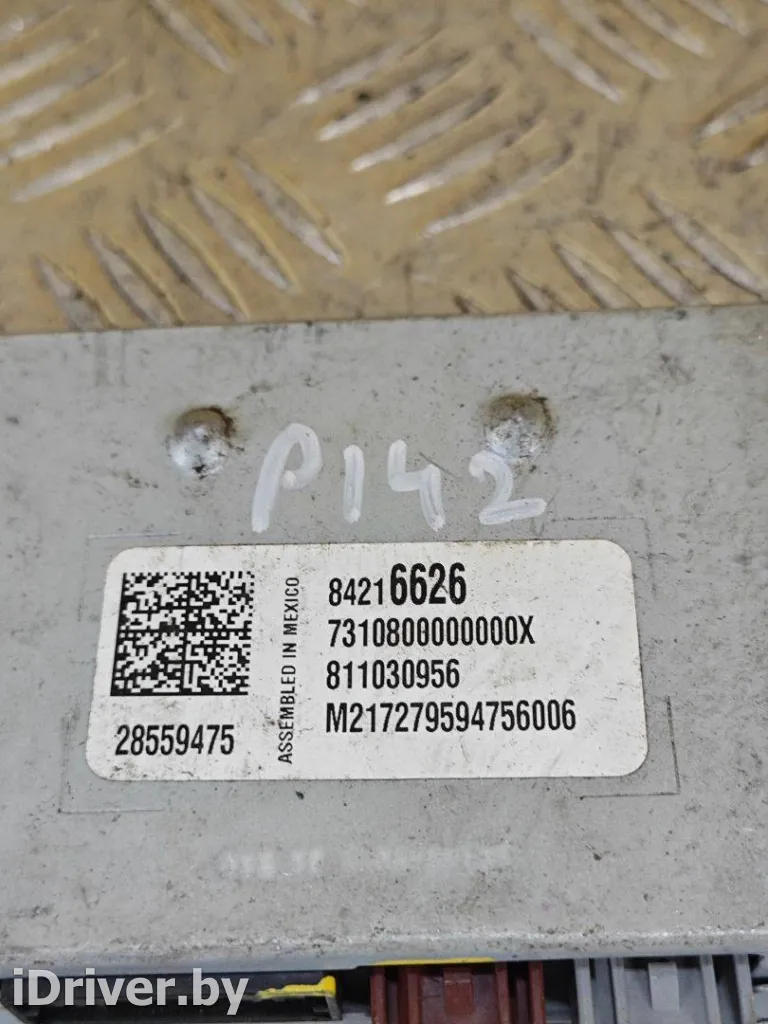 P142
ASSEMBLED IN MEXICO
84216626
7310800000000X
811030956
28559475
M217279594756006
iDriver.by